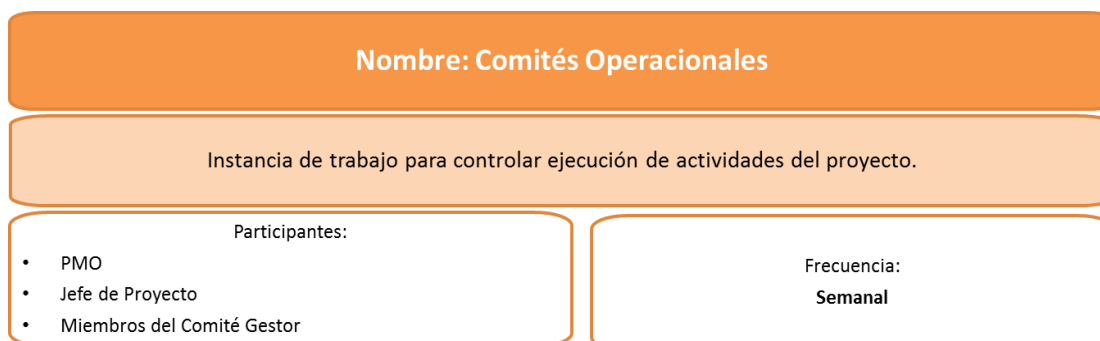 Nombre: Comités Operacionales
Instancia de trabajo para controlar ejecución de actividades del proyecto.
Participantes:
• PMO
• Jefe de Proyecto
• Miembros del Comité Gestor
Frecuencia:
Semanal